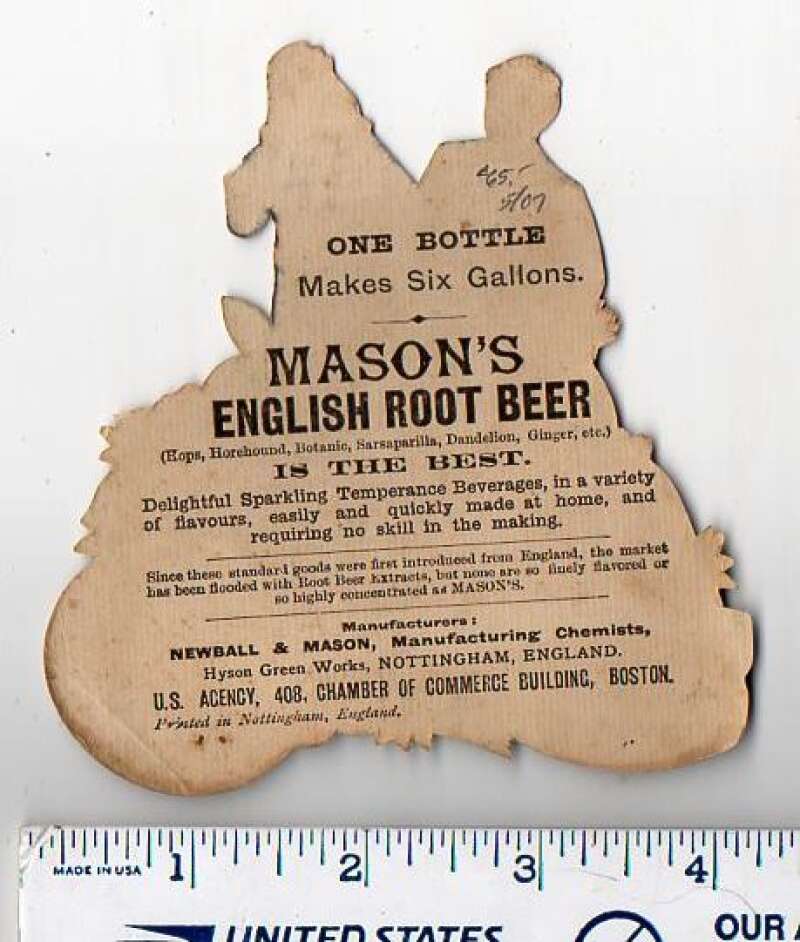 465.-
5/07
ONE BOTTLE
Makes Six Gallons.
MASON'S
ENGLISH ROOT BEER
(Hops, Horehound, Botanic, Sarsaparilla, Dandelion, Ginger, etc.)
IS THE BEST.
Delightful Sparkling Temperance Beverages, in a variety
of flavours, easily and quickly made at home, and
requiring no skill in the making.
Since these standard goods were first introduced from England, the market
has been flooded with Root Beer Extracts, but none are so finely flavored or
so highly concentrated as MASON'S.
Manufacturers:
NEWBALL & MASON, Manufacturing Chemists,
Hyson Green Works, NOTTINGHAM, ENGLAND.
U.S. AGENCY, 408, CHAMBER OF COMMERCE BUILDING, BOSTON.
Printed in Nottingham, England.
MADE IN USA 1 2 3 4
UNITED STATES
OUR